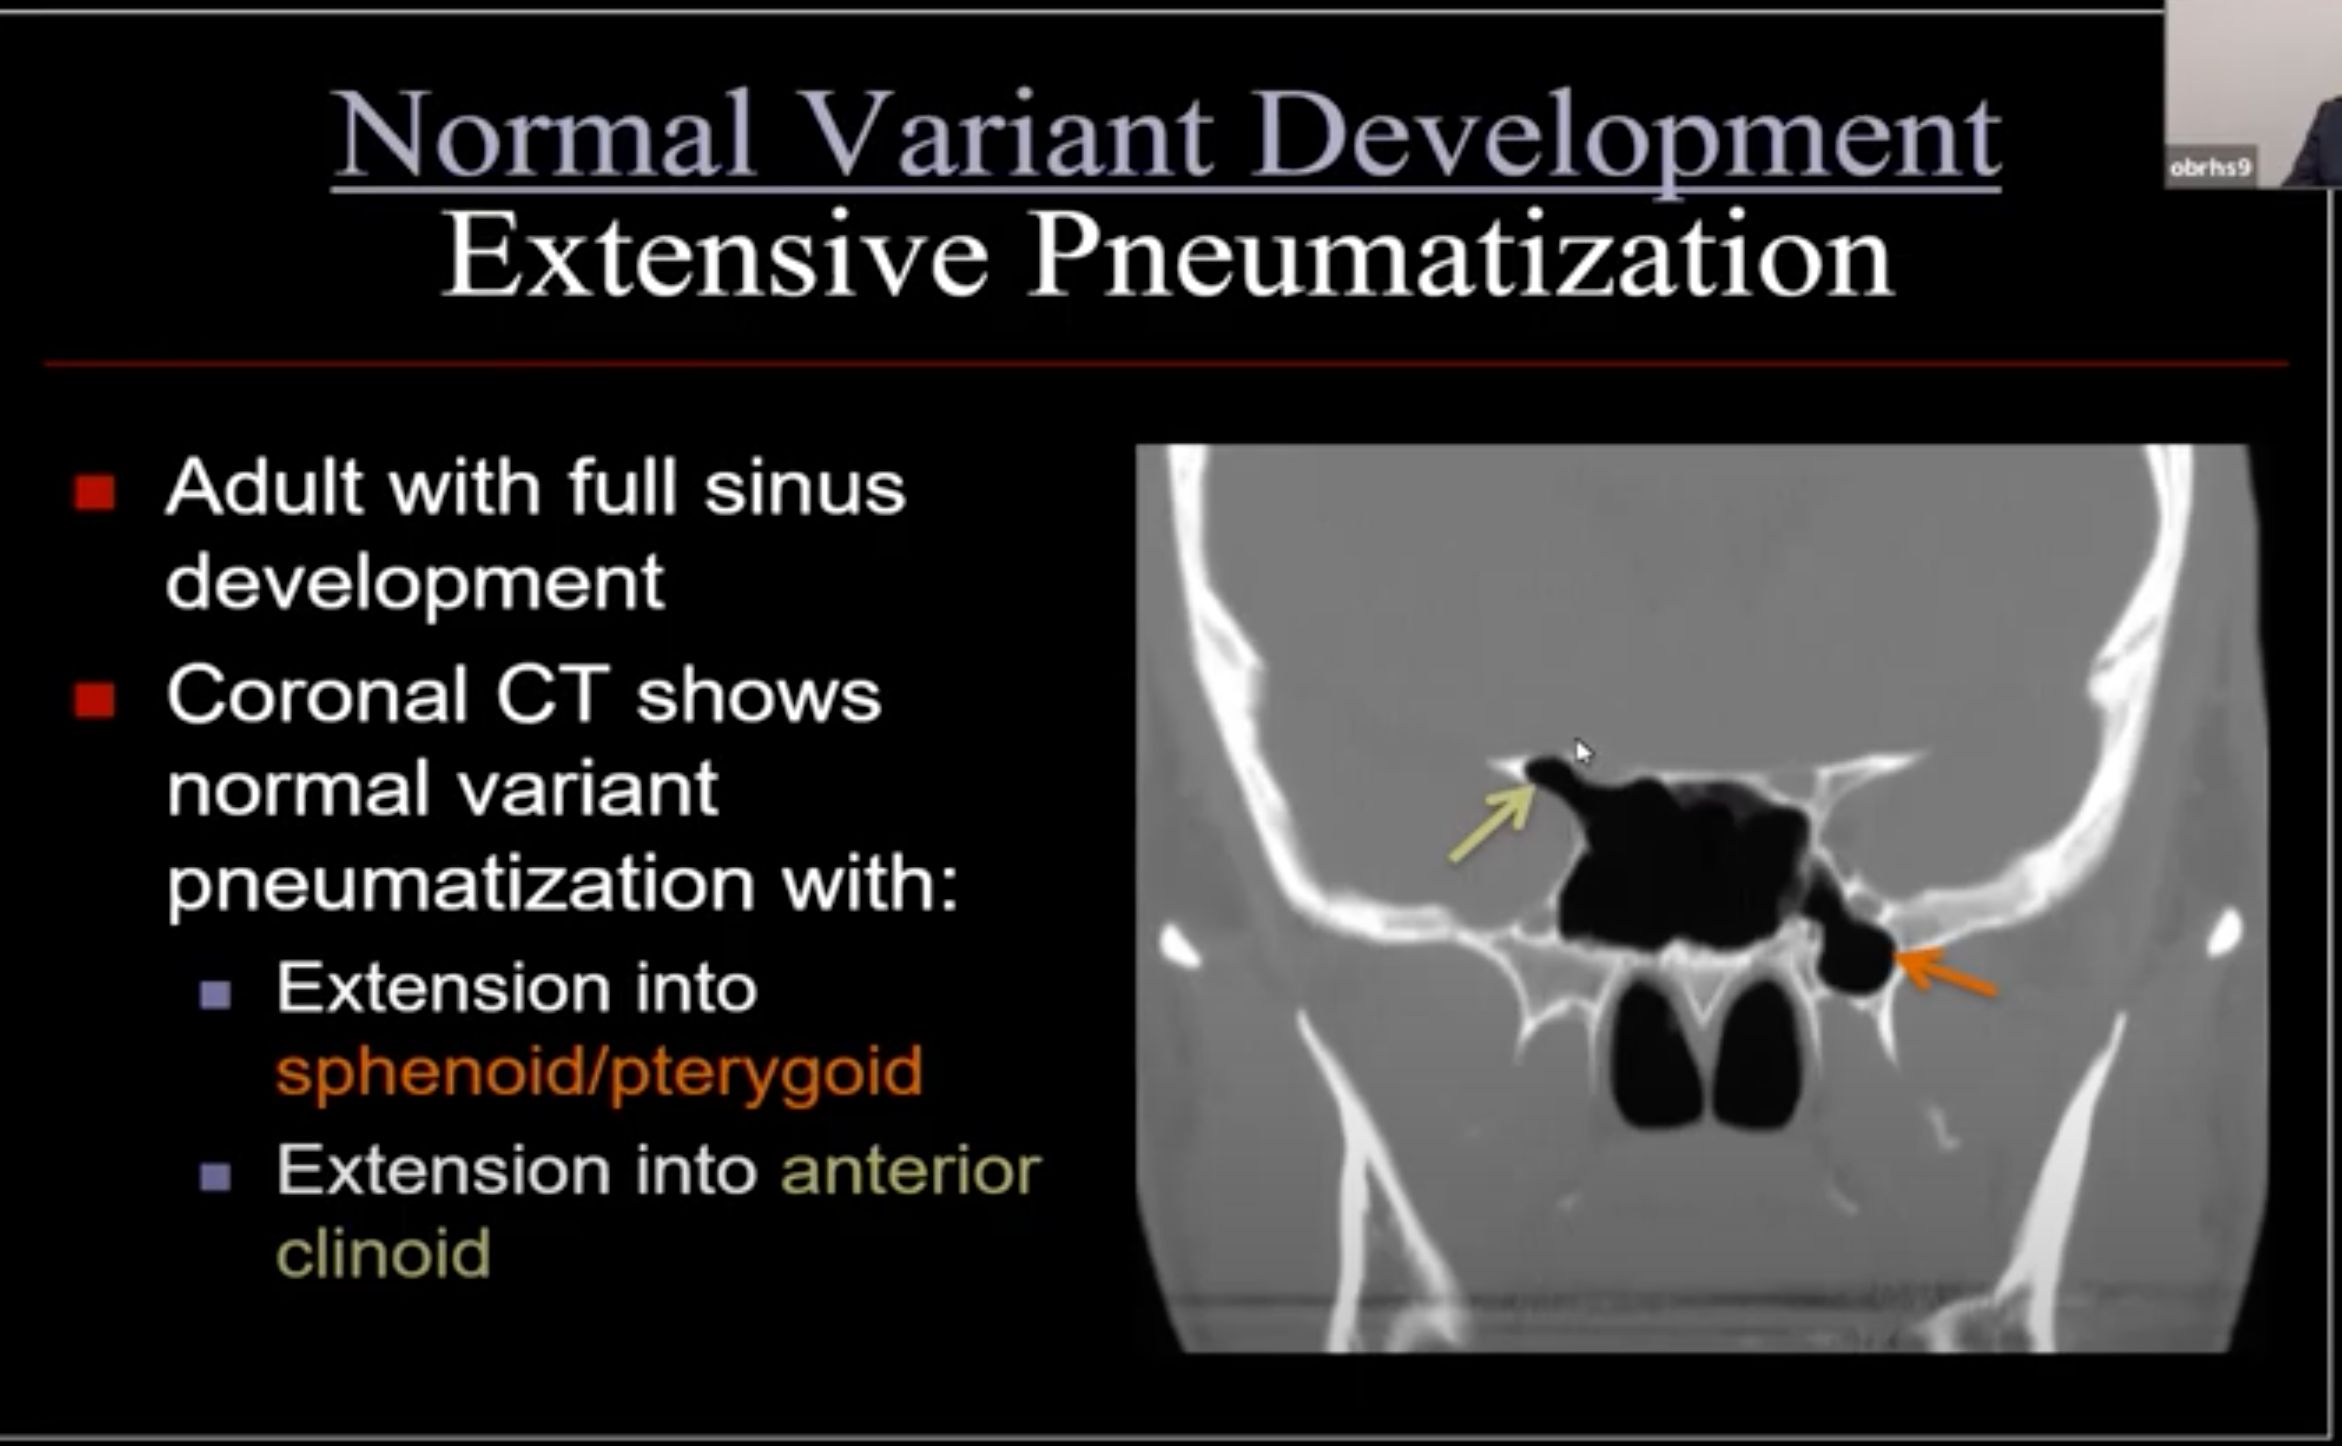 Normal Variant Development
obrhs9
Extensive Pneumatization
Adult with full sinus
development
Coronal CT shows
normal variant
pneumatization with:
Extension into
sphenoid/pterygoid
Extension into anterior
clinoid